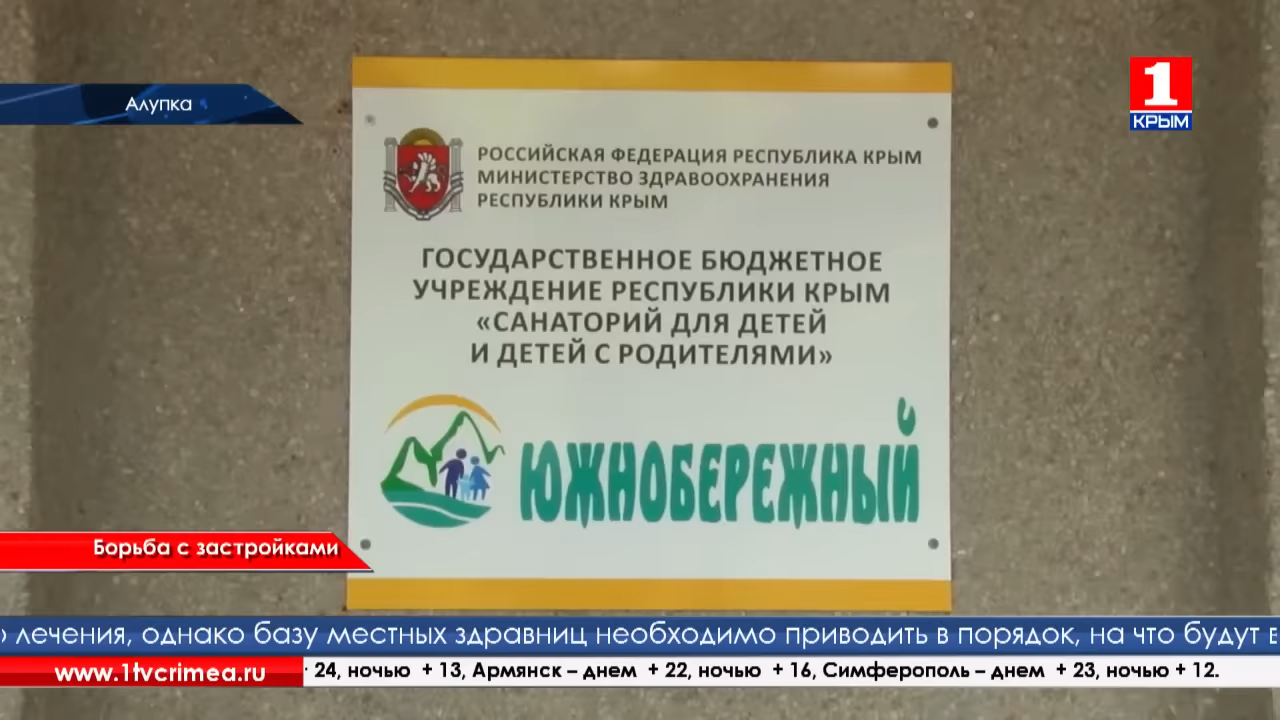 Алупка
1
КРЫМ
РОССИЙСКАЯ ФЕДЕРАЦИЯ РЕСПУБЛИКА КРЫМ
МИНИСТЕРСТВО ЗДРАВООХРАНЕНИЯ
РЕСПУБЛИКИ КРЫМ
ГОСУДАРСТВЕННОЕ БЮДЖЕТНОЕ
УЧРЕЖДЕНИЕ РЕСПУБЛИКИ КРЫМ
«САНАТОРИЙ ДЛЯ ДЕТЕЙ
И ДЕТЕЙ С РОДИТЕЛЯМИ»
ЮЖНОБЕРЕЖНЫЙ
Борьба с застройками
лечения, однако базу местных здравниц необходимо приводить в порядок, на что будут
www.1tvcrimea.ru
24, ночью + 13, Армянск – днем + 22, ночью + 16, Симферополь – днем + 23, ночью + 12.